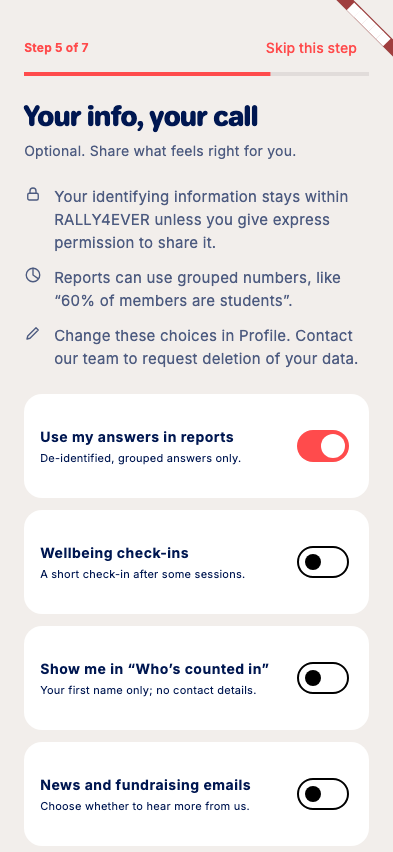 Step 5 of 7
Skip this step
Your info, your call
Optional. Share what feels right for you.
Your identifying information stays within
RALLY4EVER unless you give express
permission to share it.
Reports can use grouped numbers, like
“60% of members are students”.
Change these choices in Profile. Contact
our team to request deletion of your data.
Use my answers in reports
De-identified, grouped answers only.
Wellbeing check-ins
A short check-in after some sessions.
Show me in “Who’s counted in”
Your first name only; no contact details.
News and fundraising emails
Choose whether to hear more from us.